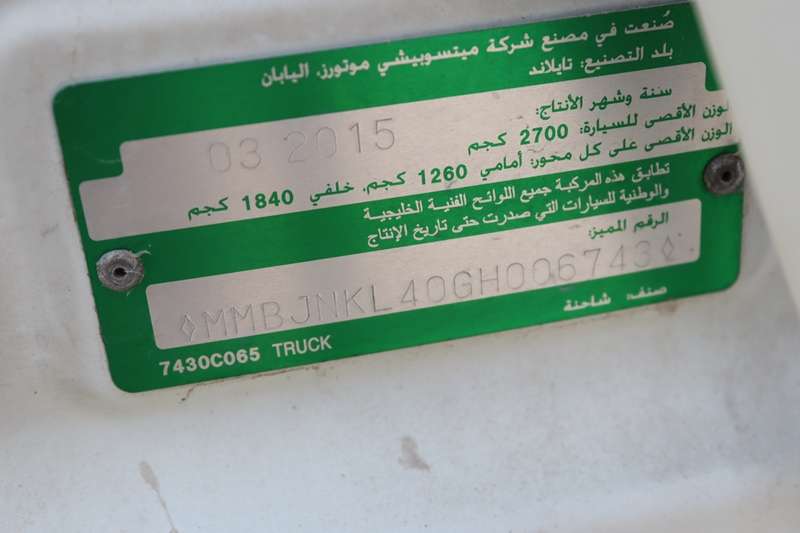 صُنعت في مصنع شركة ميتسوبيشي موتورز، اليابان
بلد التصنيع: تايلاند
سنة وشهر الأنتاج:
03 2015
الوزن الأقصى للسيارة: 2700 كجم
الوزن الأقصى على كل محور: أمامي 1260 كجم، خلفي 1840 كجم
تطابق هذه المركبة جميع اللوائح الفنية الخليجية
والوطنية للسيارات التي صدرت حتى تاريخ الإنتاج
الرقم المميز:
◊MMBJNKL40GH006743◊
صنف: شاحنة
7430C065 TRUCK